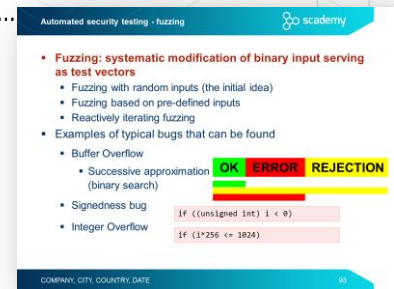 Automated security testing - fuzzing
scademy
Fuzzing: systematic modification of binary input serving
as test vectors
Fuzzing with random inputs (the initial idea)
Fuzzing based on pre-defined inputs
Reactively iterating fuzzing
Examples of typical bugs that can be found
Buffer Overflow
Successive approximation
(binary search)
OK ERROR REJECTION
Signedness bug
if ((unsigned int) i < 0)
Integer Overflow
if (i*256 <= 1024)
COMPANY, CITY, COUNTRY, DATE
93